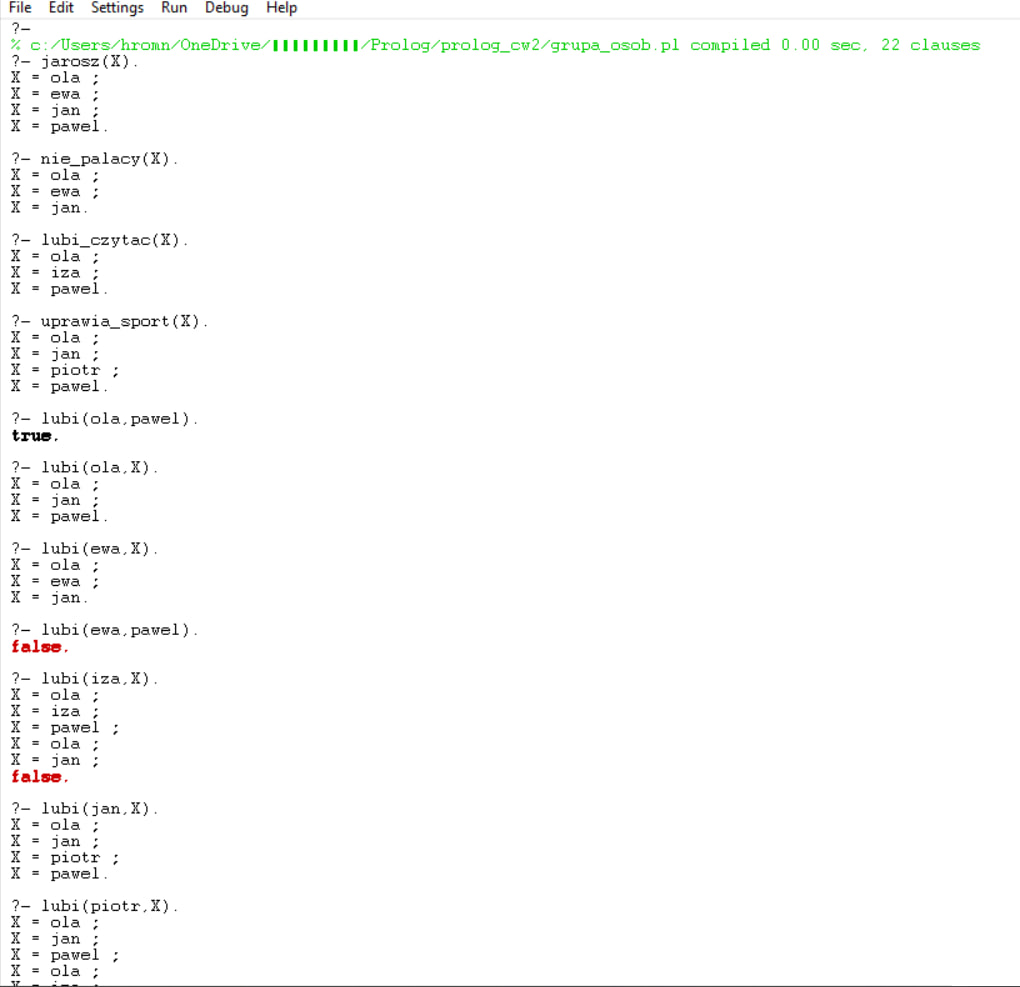 File Edit Settings Run Debug Help
?-
% c:/Users/hromn/OneDrive/▮▮▮▮▮▮▮▮▮/Prolog/prolog_cw2/grupa_osob.pl compiled 0.00 sec, 22 clauses
?- jarosz(X).
X = ola ;
X = ewa ;
X = jan ;
X = pawel.
?- nie_palacy(X).
X = ola ;
X = ewa ;
X = jan.
?- lubi_czytac(X).
X = ola ;
X = iza ;
X = pawel.
?- uprawia_sport(X).
X = ola ;
X = jan ;
X = piotr ;
X = pawel.
?- lubi(ola,pawel).
true.
?- lubi(ola,X).
X = ola ;
X = jan ;
X = pawel.
?- lubi(ewa,X).
X = ola ;
X = ewa ;
X = jan.
?- lubi(ewa,pawel).
false.
?- lubi(iza,X).
X = ola ;
X = iza ;
X = pawel ;
X = ola ;
X = jan ;
false.
?- lubi(jan,X).
X = ola ;
X = jan ;
X = piotr ;
X = pawel.
?- lubi(piotr,X).
X = ola ;
X = jan ;
X = pawel ;
X = ola ;